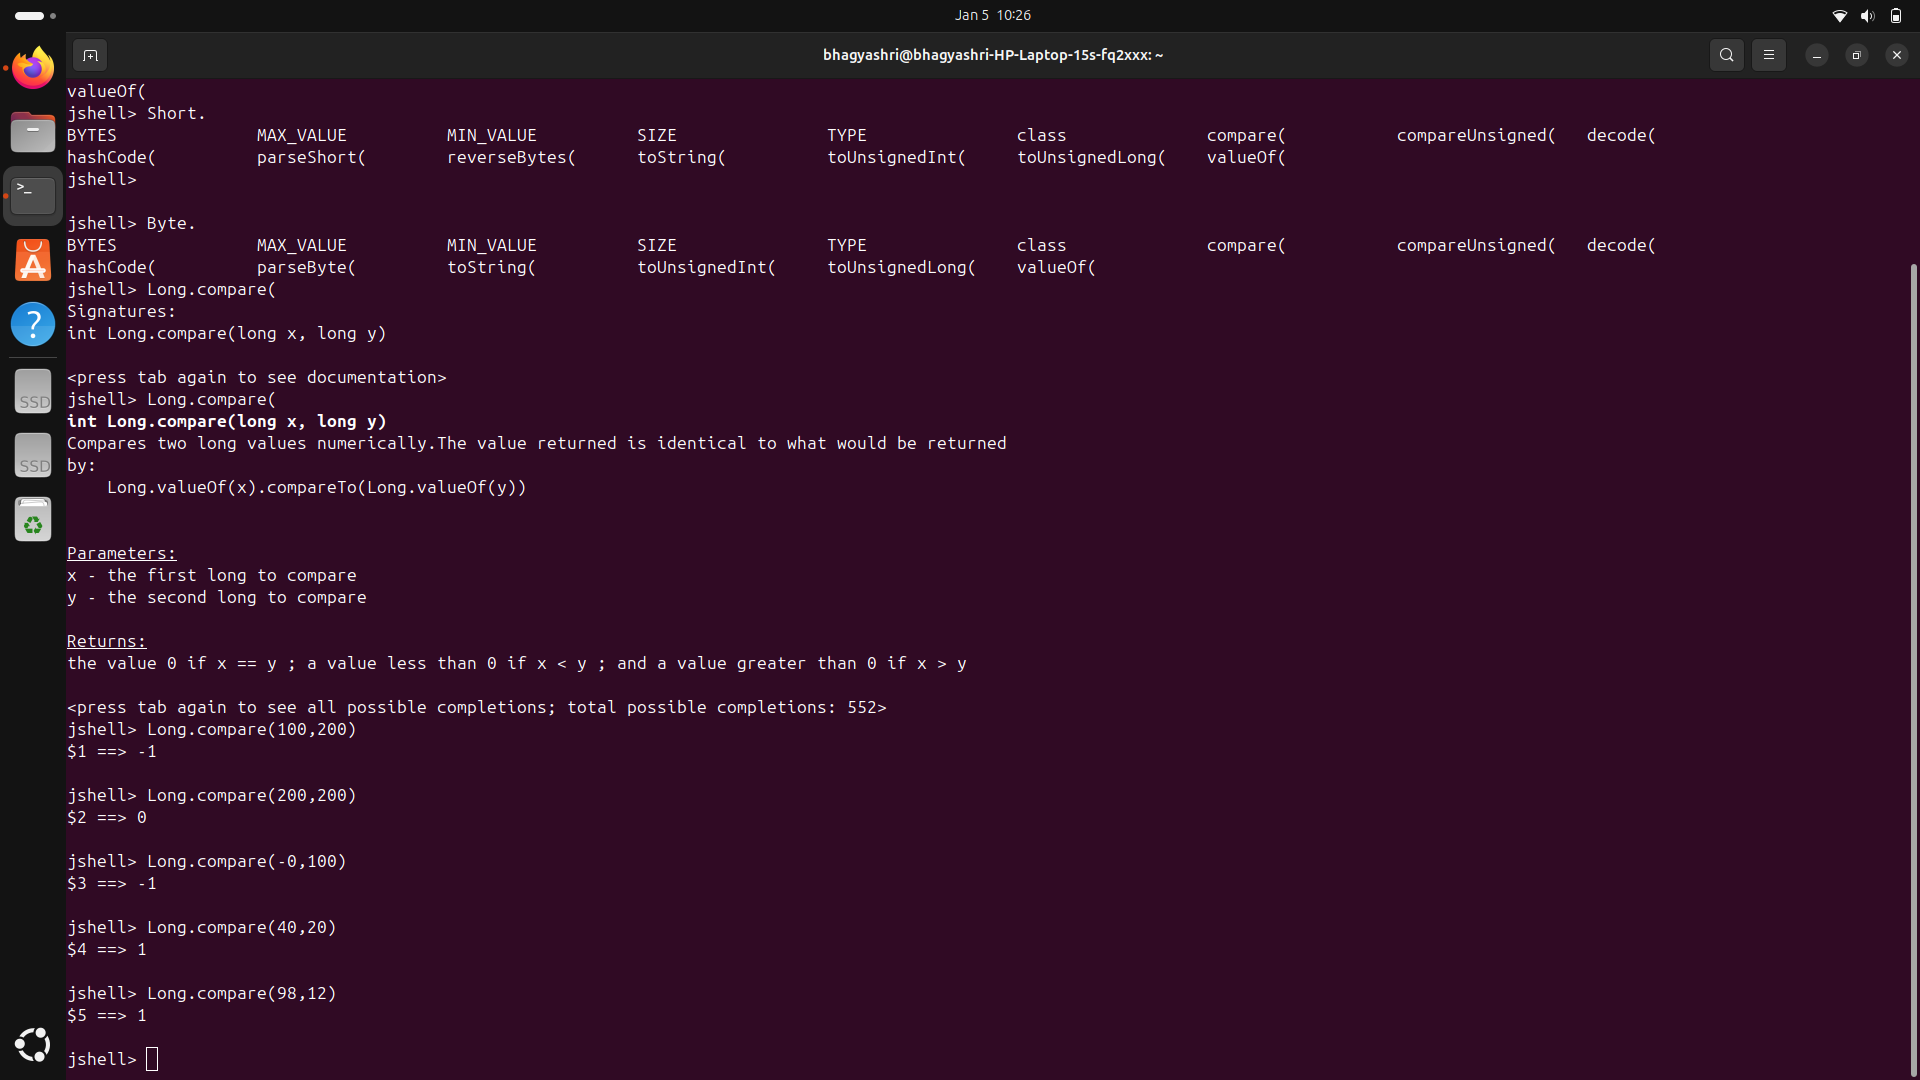 Jan 5 10:26
bhagyashri@bhagyashri-HP-Laptop-15s-fq2xxx: ~
valueOf(
jshell> Short.
BYTES MAX_VALUE MIN_VALUE SIZE TYPE class compare( compareUnsigned( decode(
hashCode( parseShort( reverseBytes( toString( toUnsignedInt( toUnsignedLong( valueOf(
jshell>
jshell> Byte.
BYTES MAX_VALUE MIN_VALUE SIZE TYPE class compare( compareUnsigned( decode(
hashCode( parseByte( toString( toUnsignedInt( toUnsignedLong( valueOf(
jshell> Long.compare(
Signatures:
int Long.compare(long x, long y)
<press tab again to see documentation>
jshell> Long.compare(
int Long.compare(long x, long y)
Compares two long values numerically.The value returned is identical to what would be returned
by:
Long.valueOf(x).compareTo(Long.valueOf(y))
Parameters:
x - the first long to compare
y - the second long to compare
Returns:
the value 0 if x == y ; a value less than 0 if x < y ; and a value greater than 0 if x > y
<press tab again to see all possible completions; total possible completions: 552>
jshell> Long.compare(100,200)
$1 ==> -1
jshell> Long.compare(200,200)
$2 ==> 0
jshell> Long.compare(-0,100)
$3 ==> -1
jshell> Long.compare(40,20)
$4 ==> 1
jshell> Long.compare(98,12)
$5 ==> 1
jshell>
SSD
SSD